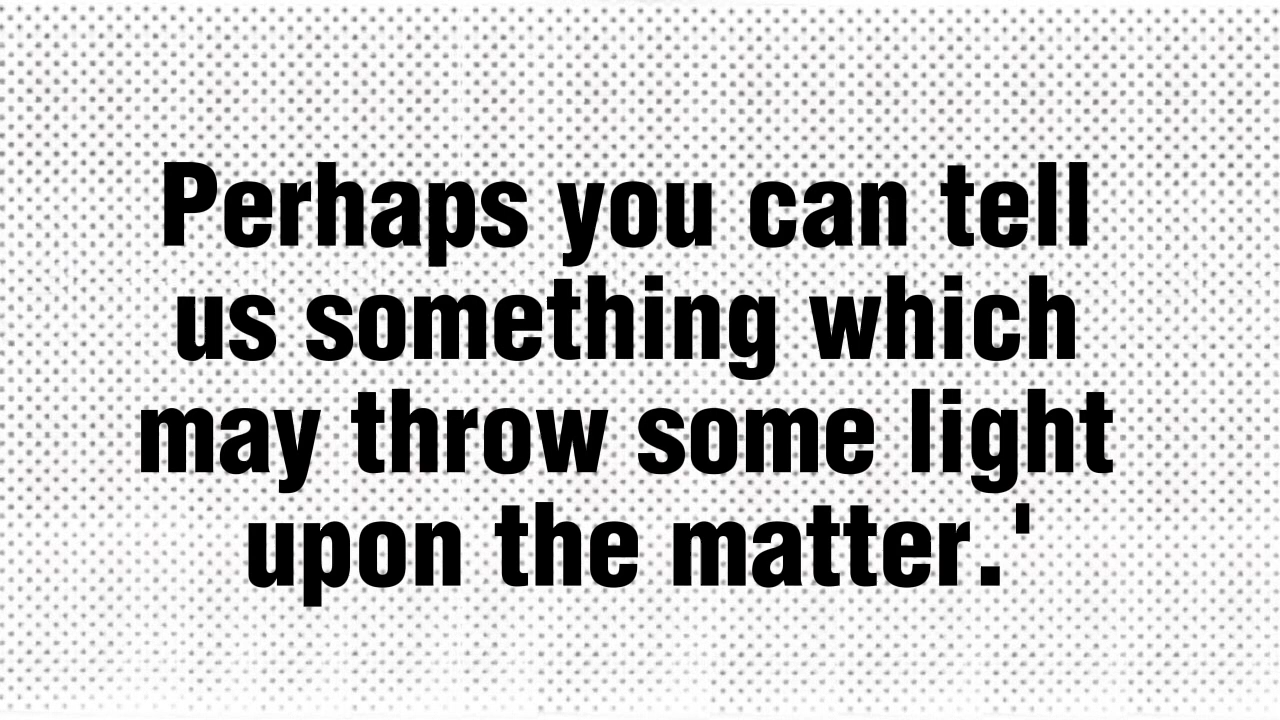 Perhaps you can tell
us something which
may throw some light
upon the matter.'